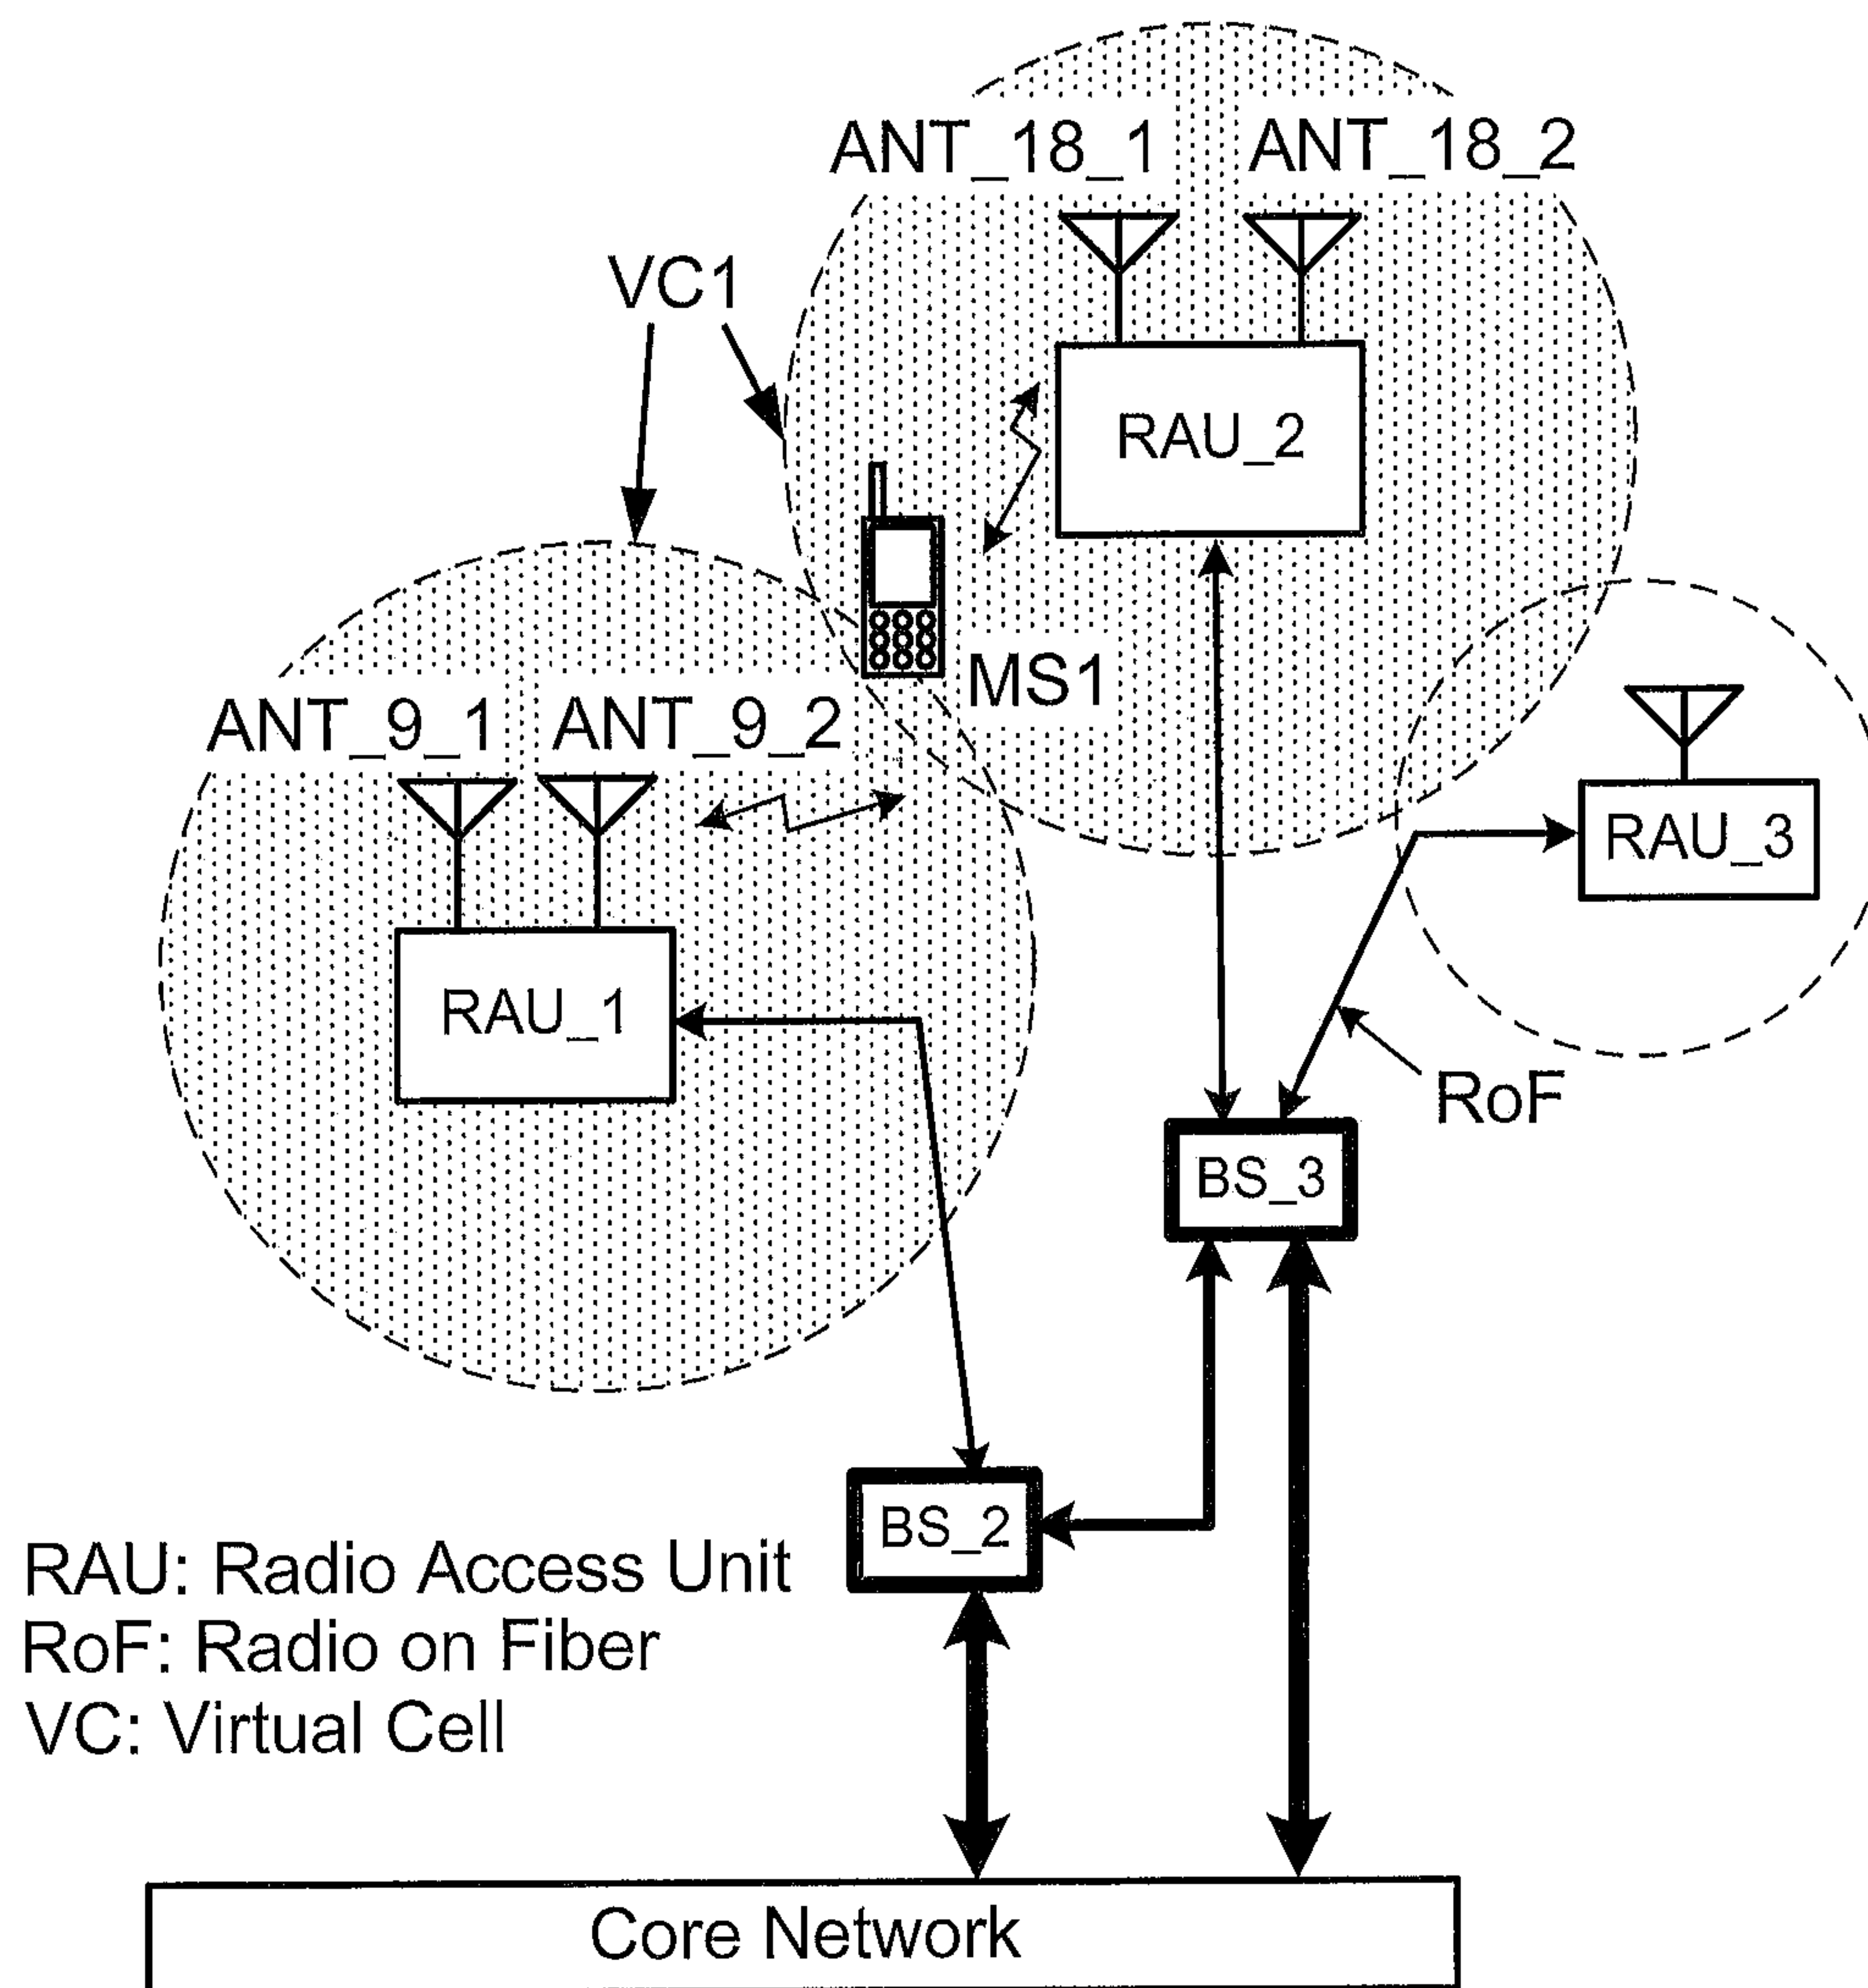 ANT_18_1 ANT_18_2
VC1
RAU_2
MS1
ANT_9_1 ANT_9_2
RAU_3
RAU_1
RoF
BS_3
BS_2
RAU: Radio Access Unit
RoF: Radio on Fiber
VC: Virtual Cell
Core Network